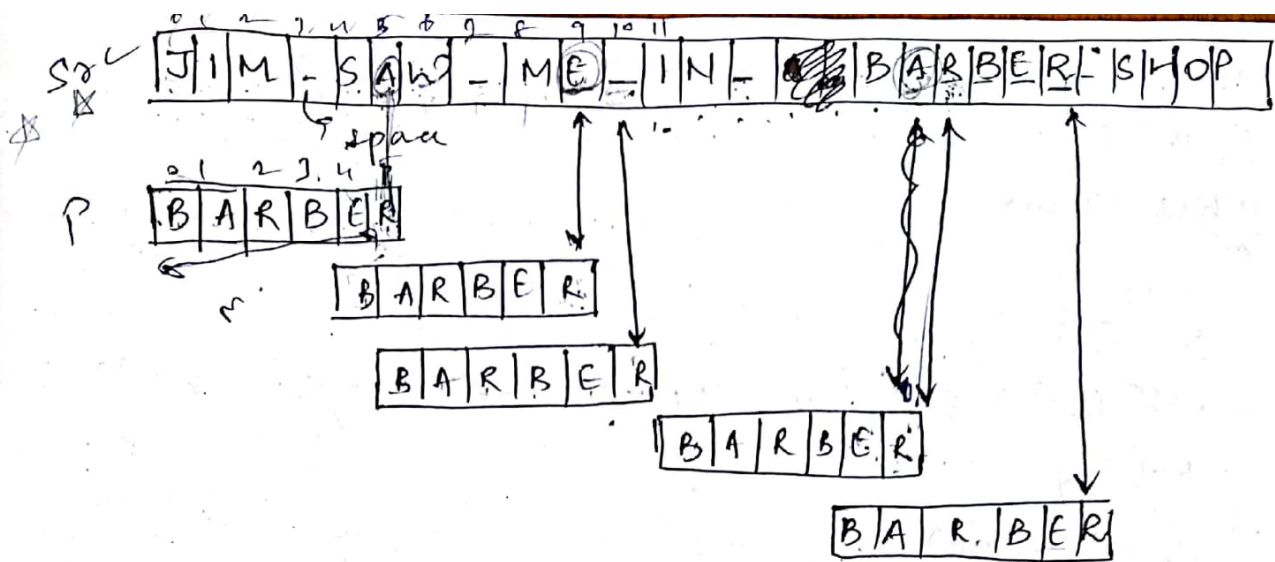 0 1 2 3 4 5 6 7 8 9 10 11
Src J I M - S A W - M E - I N - B A R B E R - S H O P
space
0 1 2 3 4 5
P B A R B E R
m
B A R B E R
B A R B E R
B A R B E R
B A R B E R